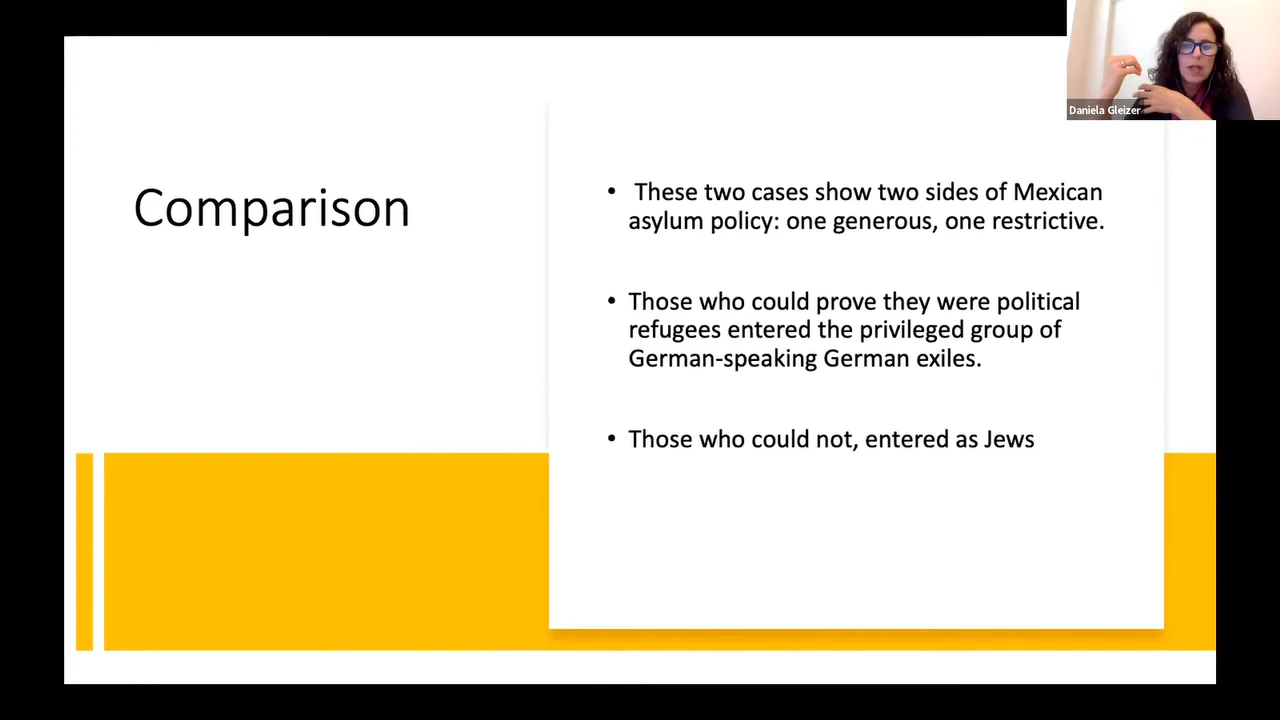 Daniela Gleizer
Comparison
• These two cases show two sides of Mexican
asylum policy: one generous, one restrictive.
• Those who could prove they were political
refugees entered the privileged group of
German-speaking German exiles.
• Those who could not, entered as Jews